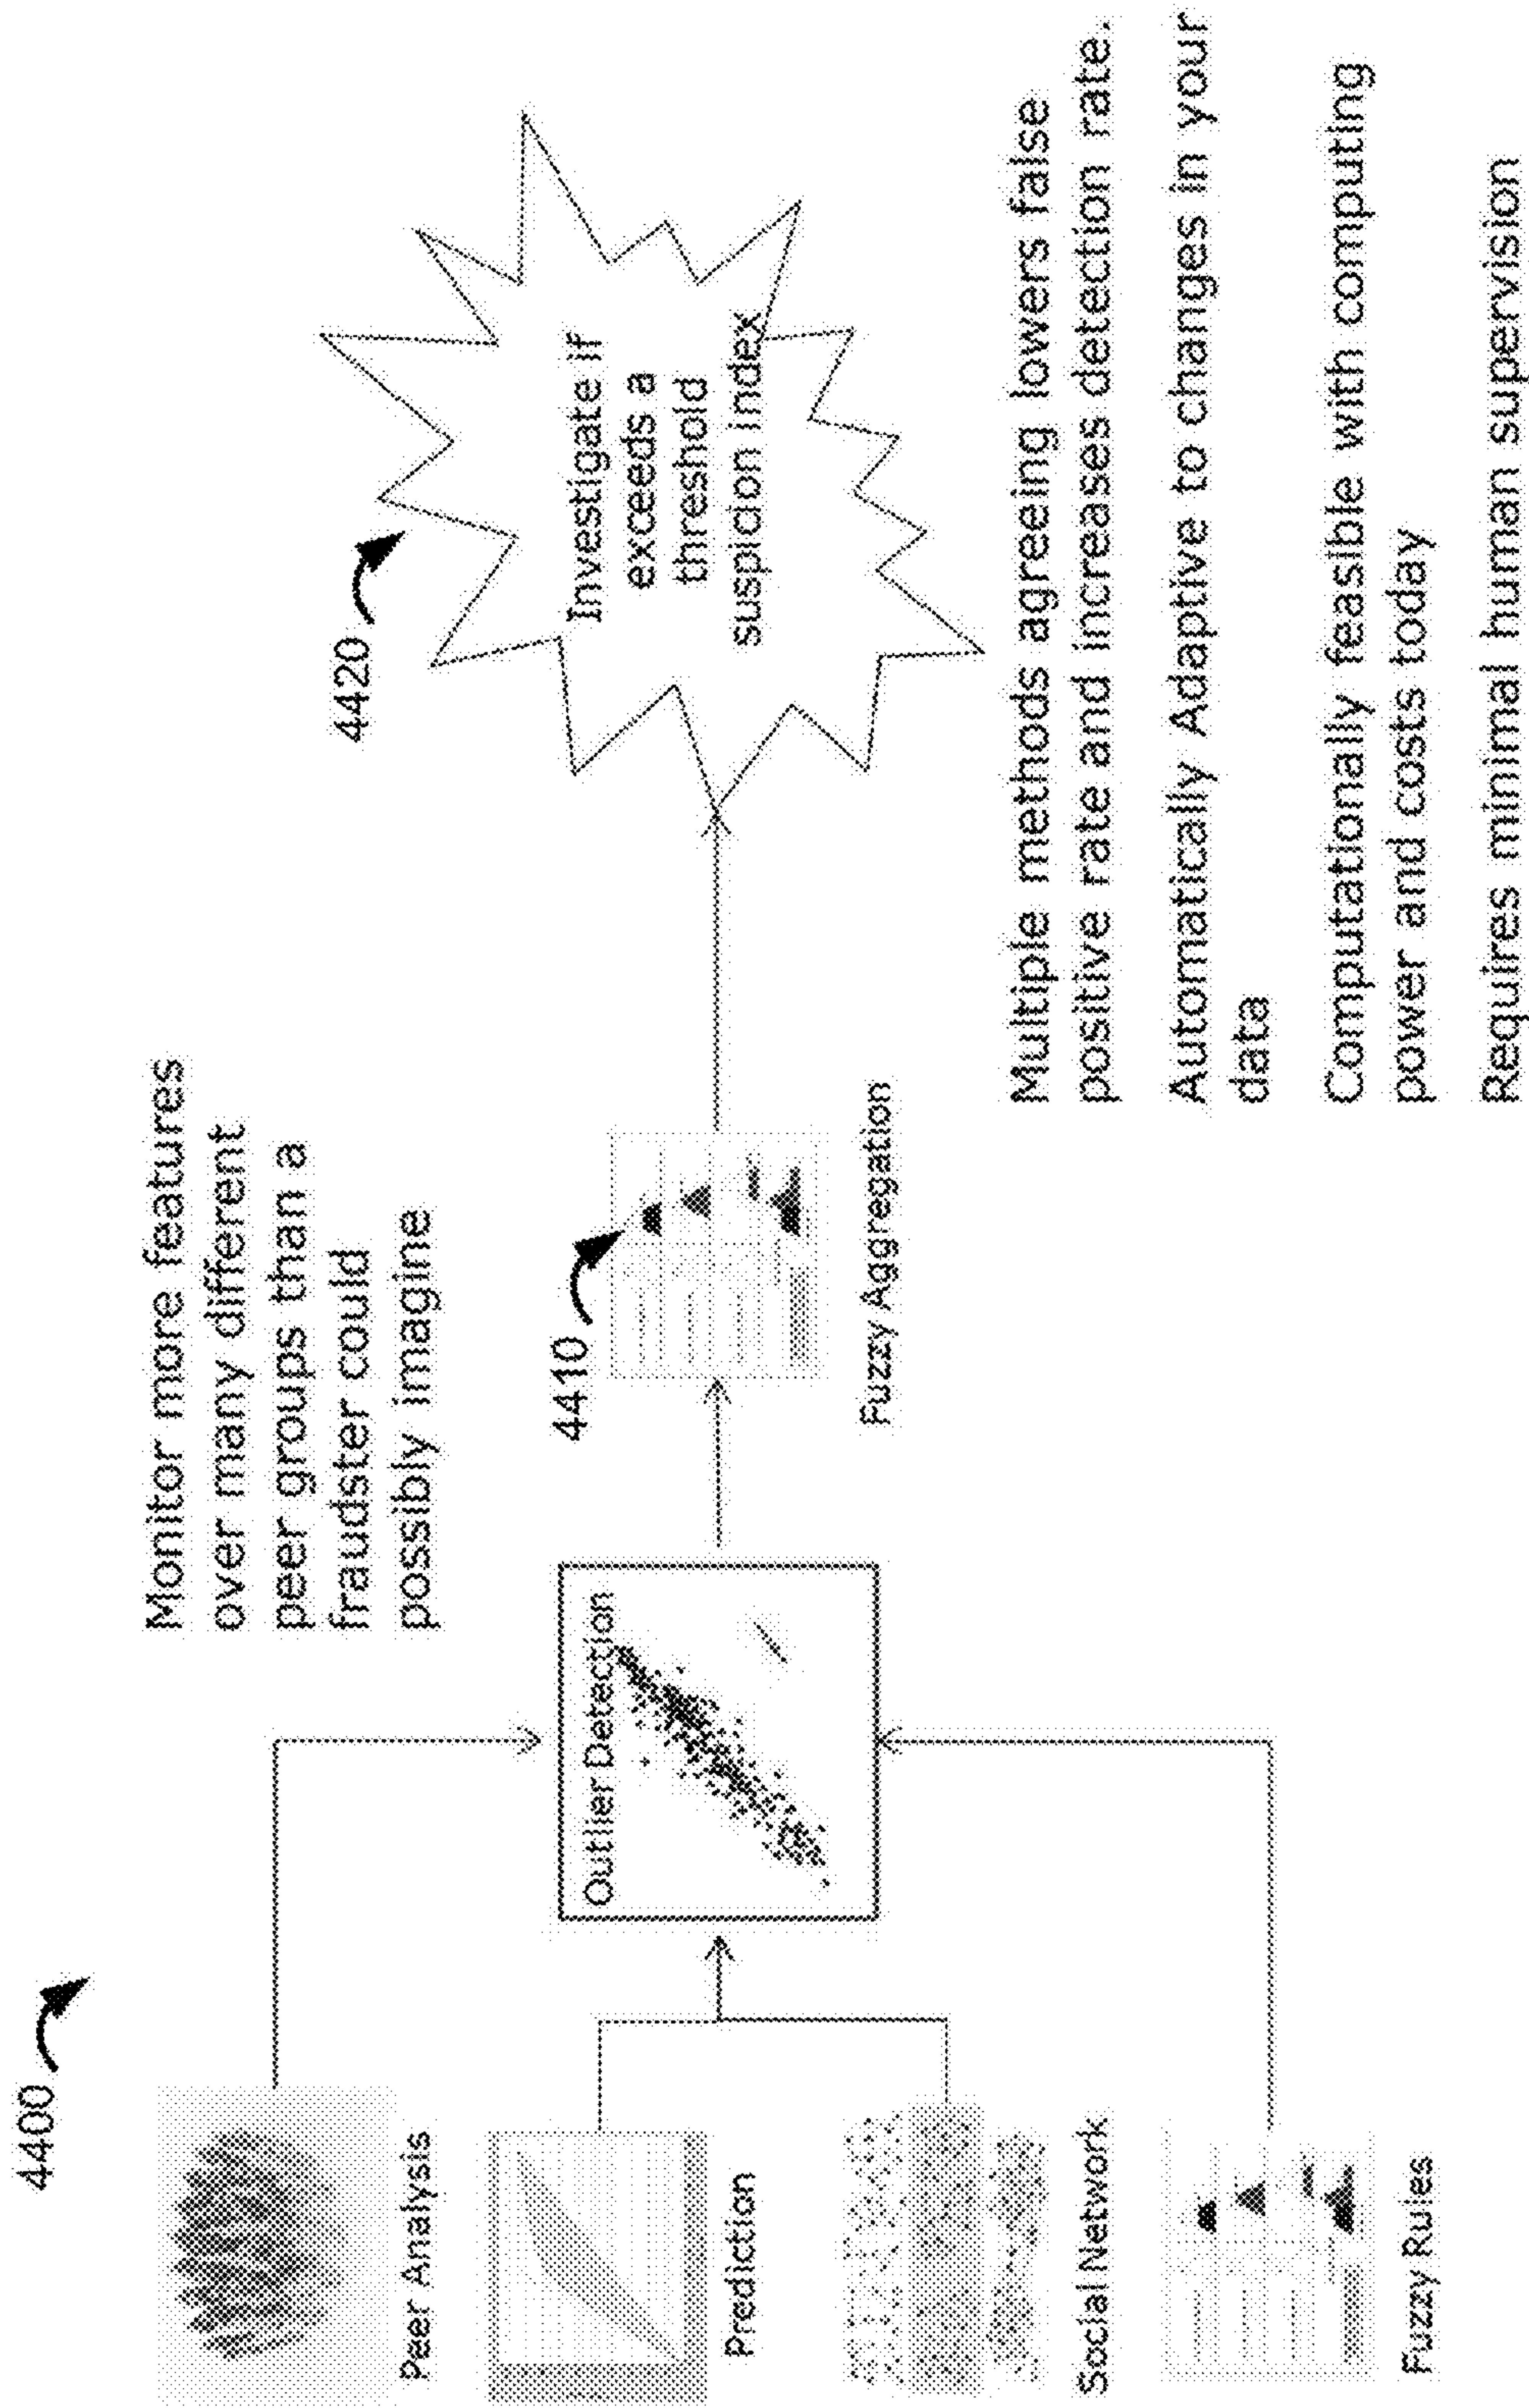 4400
Monitor more features
over many different
peer groups than a
fraudster could
possibly imagine
4420
Peer Analysis
Prediction
Social Network
Fuzzy Rules
Outlier Detection
4410
Fuzzy Aggregation
Investigate if
exceeds a
threshold
suspicion index
Multiple methods agreeing lowers false
positive rate and increases detection rate.
Automatically Adaptive to changes in your
data
Computationally feasible with computing
power and costs today
Requires minimal human supervision